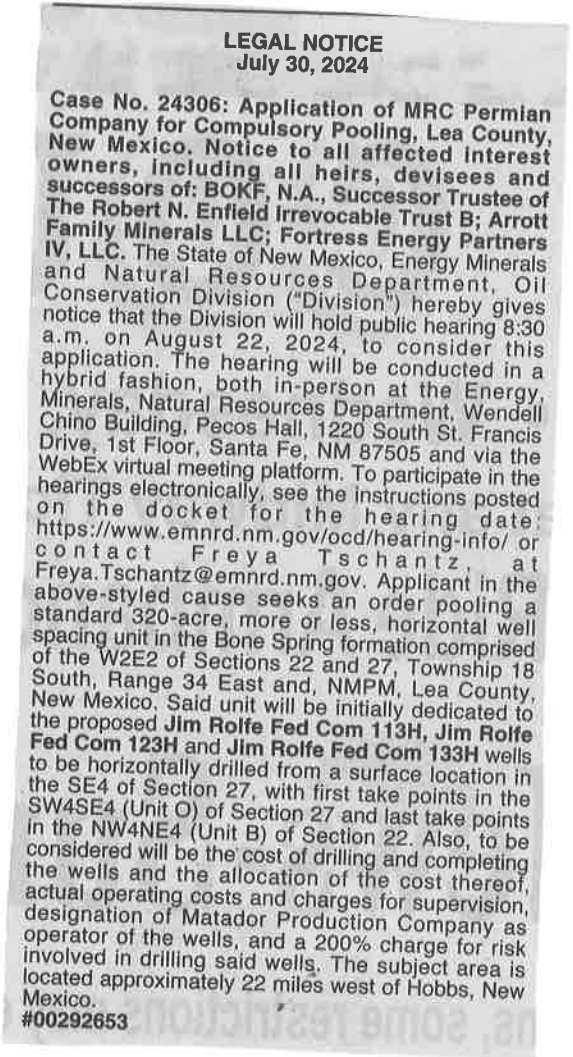 LEGAL NOTICE
July 30, 2024
Case No. 24306: Application of MRC Permian
Company for Compulsory Pooling, Lea County,
New Mexico. Notice to all affected interest
owners, including all heirs, devisees and
successors of: BOKF, N.A., Successor Trustee of
The Robert N. Enfield Irrevocable Trust B; Arrott
Family Minerals LLC; Fortress Energy Partners
IV, LLC. The State of New Mexico, Energy Minerals
and Natural Resources Department, Oil
Conservation Division ("Division") hereby gives
notice that the Division will hold public hearing 8:30
a.m. on August 22, 2024, to consider this
application. The hearing will be conducted in a
hybrid fashion, both in-person at the Energy,
Minerals, Natural Resources Department, Wendell
Chino Building, Pecos Hall, 1220 South St. Francis
Drive, 1st Floor, Santa Fe, NM 87505 and via the
WebEx virtual meeting platform. To participate in the
hearings electronically, see the instructions posted
on the docket for the hearing date:
https://www.emnrd.nm.gov/ocd/hearing-info/ or
contact Freya Tschantz, at
Freya.Tschantz@emnrd.nm.gov. Applicant in the
above-styled cause seeks an order pooling a
standard 320-acre, more or less, horizontal well
spacing unit in the Bone Spring formation comprised
of the W2E2 of Sections 22 and 27, Township 18
South, Range 34 East and, NMPM, Lea County,
New Mexico. Said unit will be initially dedicated to
the proposed Jim Rolfe Fed Com 113H, Jim Rolfe
Fed Com 123H and Jim Rolfe Fed Com 133H wells
to be horizontally drilled from a surface location in
the SE4 of Section 27, with first take points in the
SW4SE4 (Unit O) of Section 27 and last take points
in the NW4NE4 (Unit B) of Section 22. Also, to be
considered will be the cost of drilling and completing
the wells and the allocation of the cost thereof,
actual operating costs and charges for supervision,
designation of Matador Production Company as
operator of the wells, and a 200% charge for risk
involved in drilling said wells. The subject area is
located approximately 22 miles west of Hobbs, New
Mexico.
#00292653